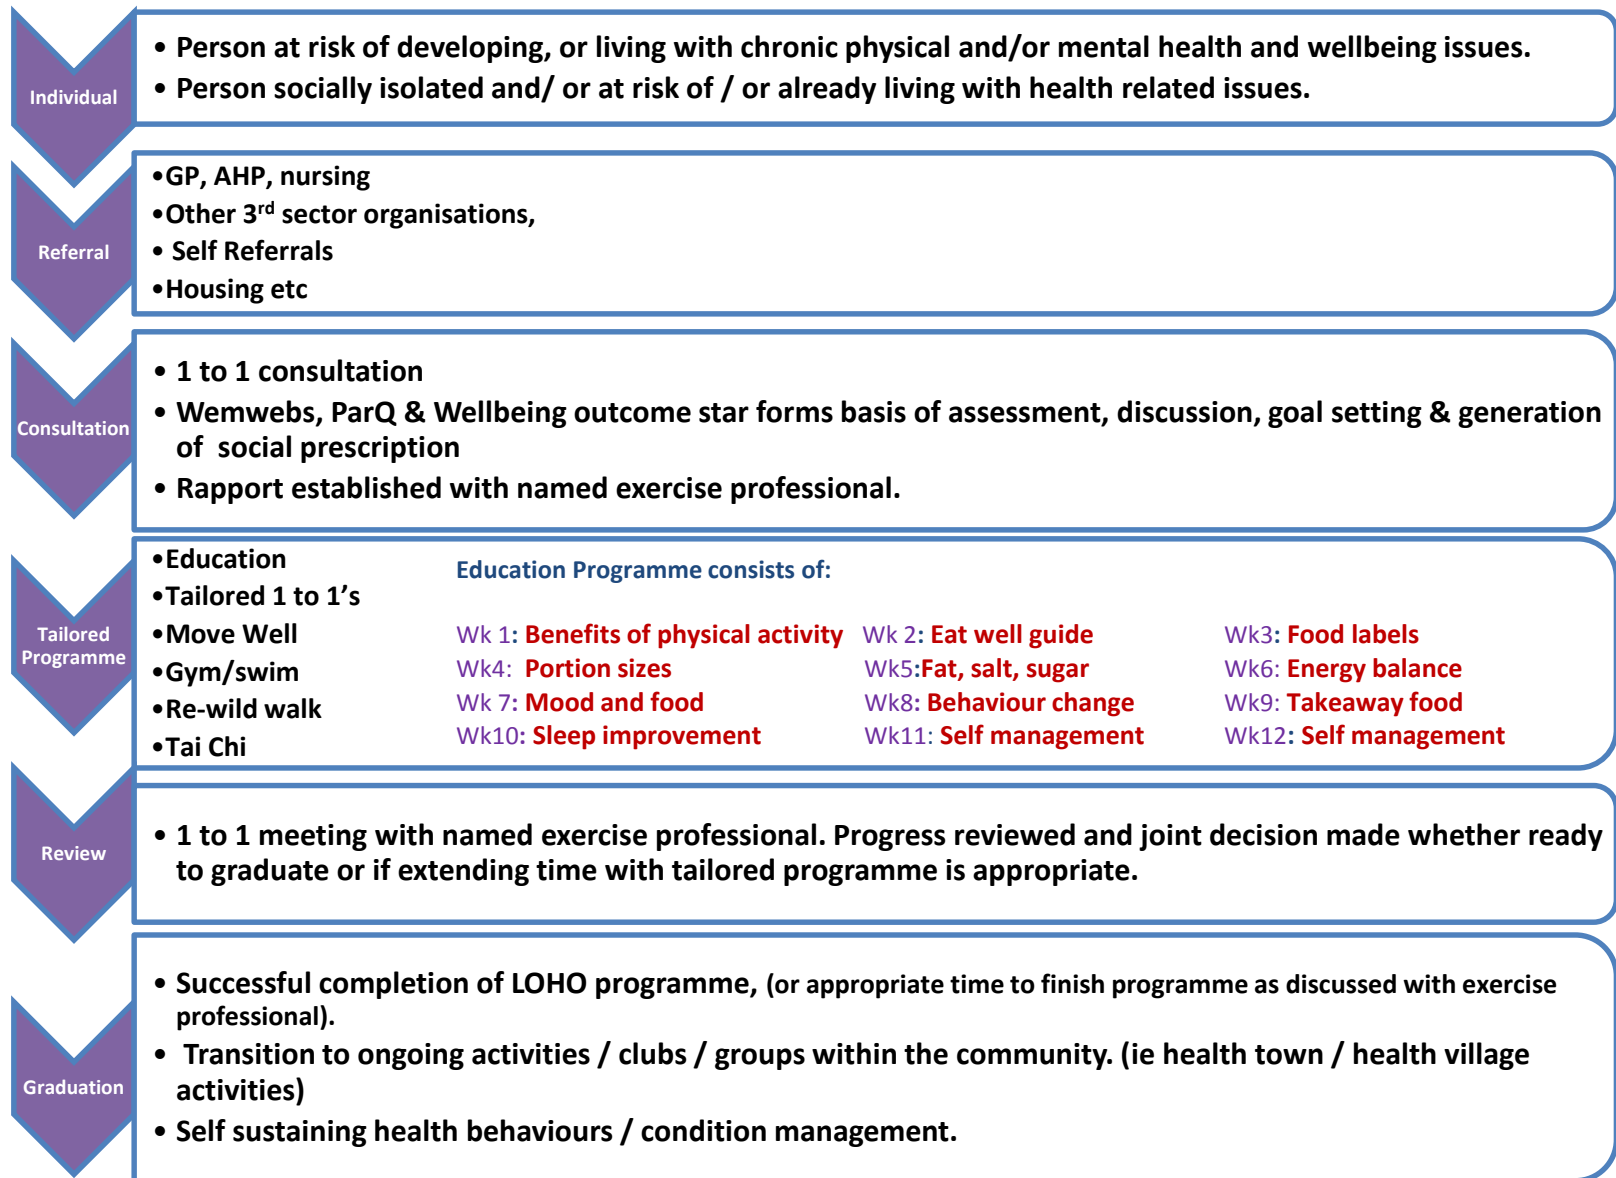 Individual
• Person at risk of developing, or living with chronic physical and/or mental health and wellbeing issues.
• Person socially isolated and/ or at risk of / or already living with health related issues.
Referral
•GP, AHP, nursing
•Other 3rd sector organisations,
• Self Referrals
•Housing etc
Consultation
• 1 to 1 consultation
• Wemwebs, ParQ & Wellbeing outcome star forms basis of assessment, discussion, goal setting & generation
of social prescription
• Rapport established with named exercise professional.
Tailored
Programme
•Education
•Tailored 1 to 1’s
•Move Well
•Gym/swim
•Re-wild walk
•Tai Chi
Education Programme consists of:
Wk 1: Benefits of physical activity Wk 2: Eat well guide Wk3: Food labels
Wk4: Portion sizes Wk5:Fat, salt, sugar Wk6: Energy balance
Wk 7: Mood and food Wk8: Behaviour change Wk9: Takeaway food
Wk10: Sleep improvement Wk11: Self management Wk12: Self management
Review
• 1 to 1 meeting with named exercise professional. Progress reviewed and joint decision made whether ready
to graduate or if extending time with tailored programme is appropriate.
Graduation
• Successful completion of LOHO programme, (or appropriate time to finish programme as discussed with exercise
professional).
• Transition to ongoing activities / clubs / groups within the community. (ie health town / health village
activities)
• Self sustaining health behaviours / condition management.